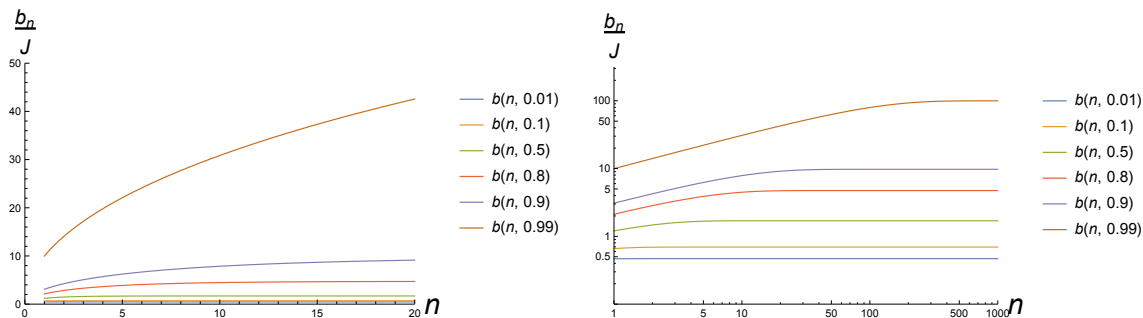 b_n
J
50
40
30
20
10
0
0 5 10 15 20 n
b(n, 0.01)
b(n, 0.1)
b(n, 0.5)
b(n, 0.8)
b(n, 0.9)
b(n, 0.99)
b_n
J
100
50
10
5
1
0.5
1 5 10 50 100 500 1000 n
b(n, 0.01)
b(n, 0.1)
b(n, 0.5)
b(n, 0.8)
b(n, 0.9)
b(n, 0.99)